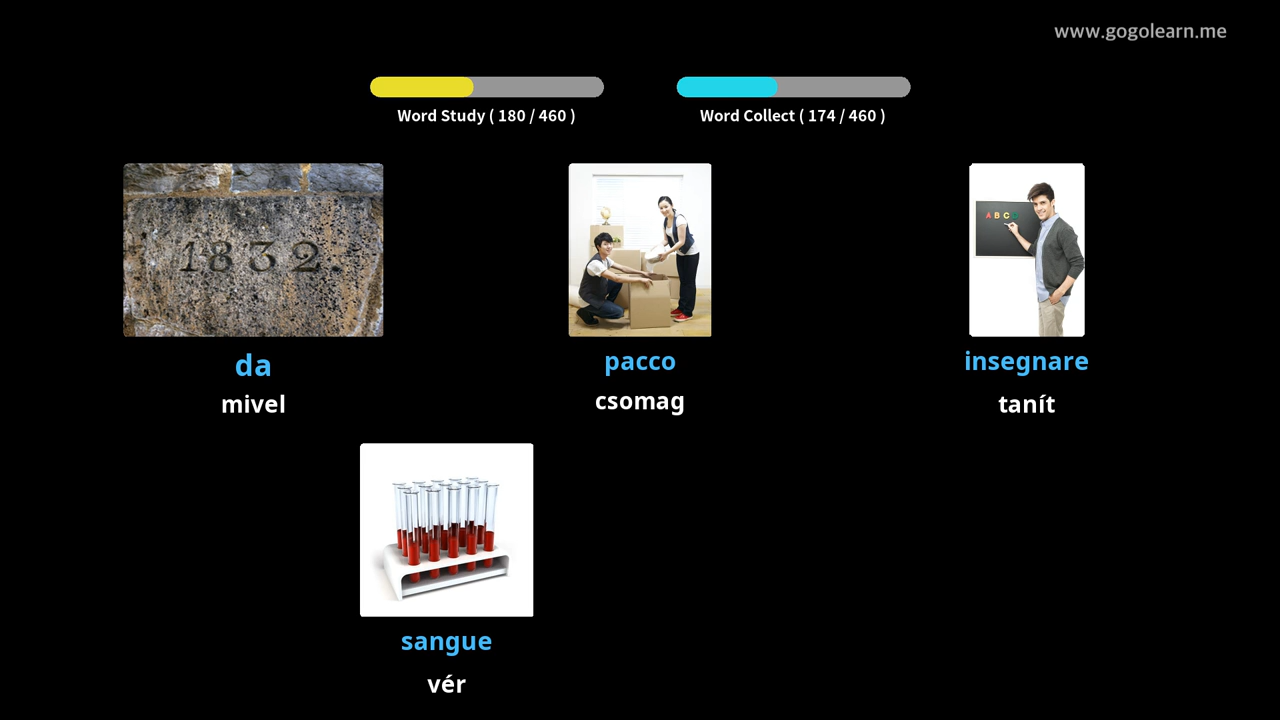 www.gogolearn.me
Word Study ( 180 / 460 )
Word Collect ( 174 / 460 )
1832.
A B C
da
mivel
pacco
csomag
insegnare
tanít
sangue
vér